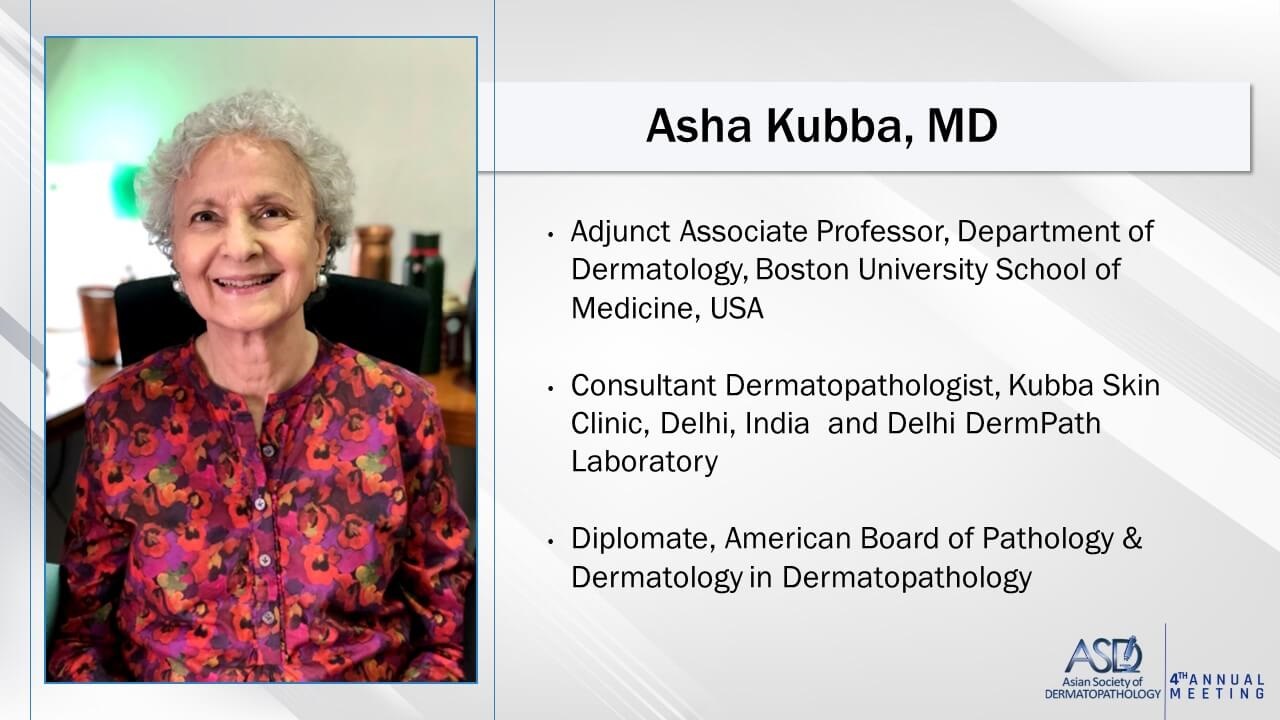 Asha Kubba, MD
• Adjunct Associate Professor, Department of
Dermatology, Boston University School of
Medicine, USA
• Consultant Dermatopathologist, Kubba Skin
Clinic, Delhi, India  and Delhi DermPath
Laboratory
• Diplomate, American Board of Pathology &
Dermatology in Dermatopathology
ASD
Asian Society of
DERMATOPATHOLOGY
4TH ANNUAL
MEETING